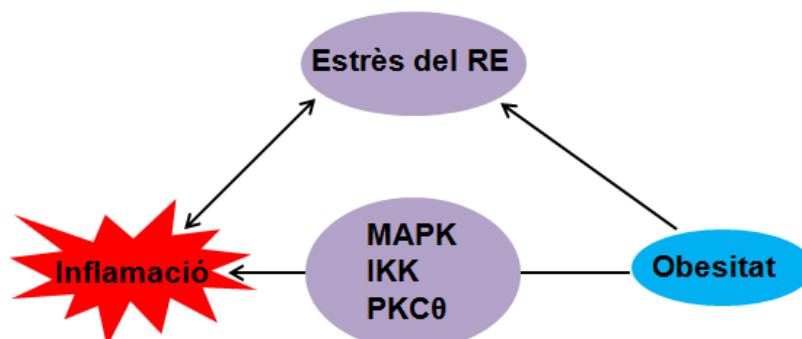 Estrès del RE
MAPK
IKK
PKCθ
Inflamació
Obesitat